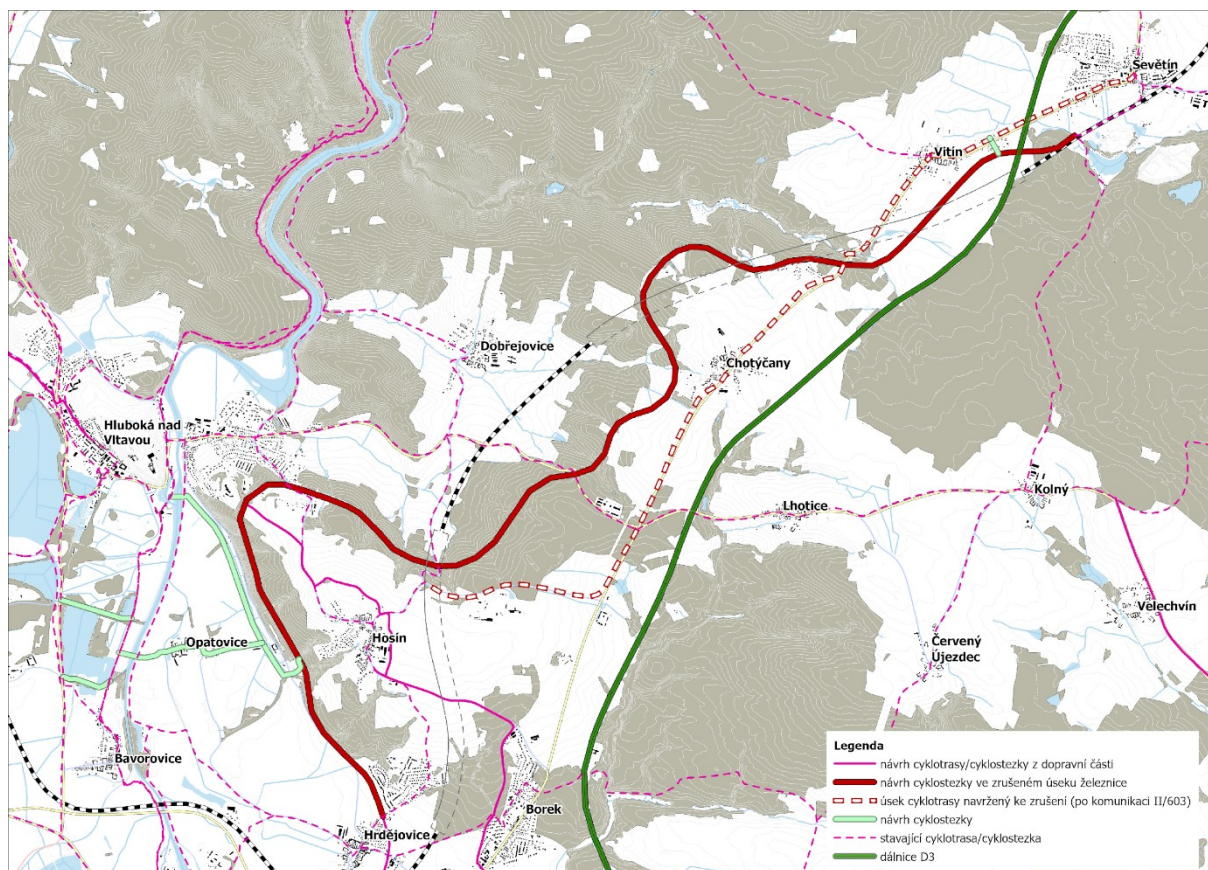 Ševětín
Vitín
Dobřejovice
Chotýčany
Hluboká nad
Vltavou
Kolný
Lhotice
Velechvín
Hosín
Opatovice
Červený
Újezdec
Bavorovice
Borek
Hrdějovice
Legenda
návrh cyklotrasy/cyklostezky z dopravní části
návrh cyklostezky ve zrušeném úseku železnice
úsek cyklotrasy navržený ke zrušení (po komunikaci II/603)
návrh cyklostezky
stavající cyklotrasa/cyklostezka
dálnice D3